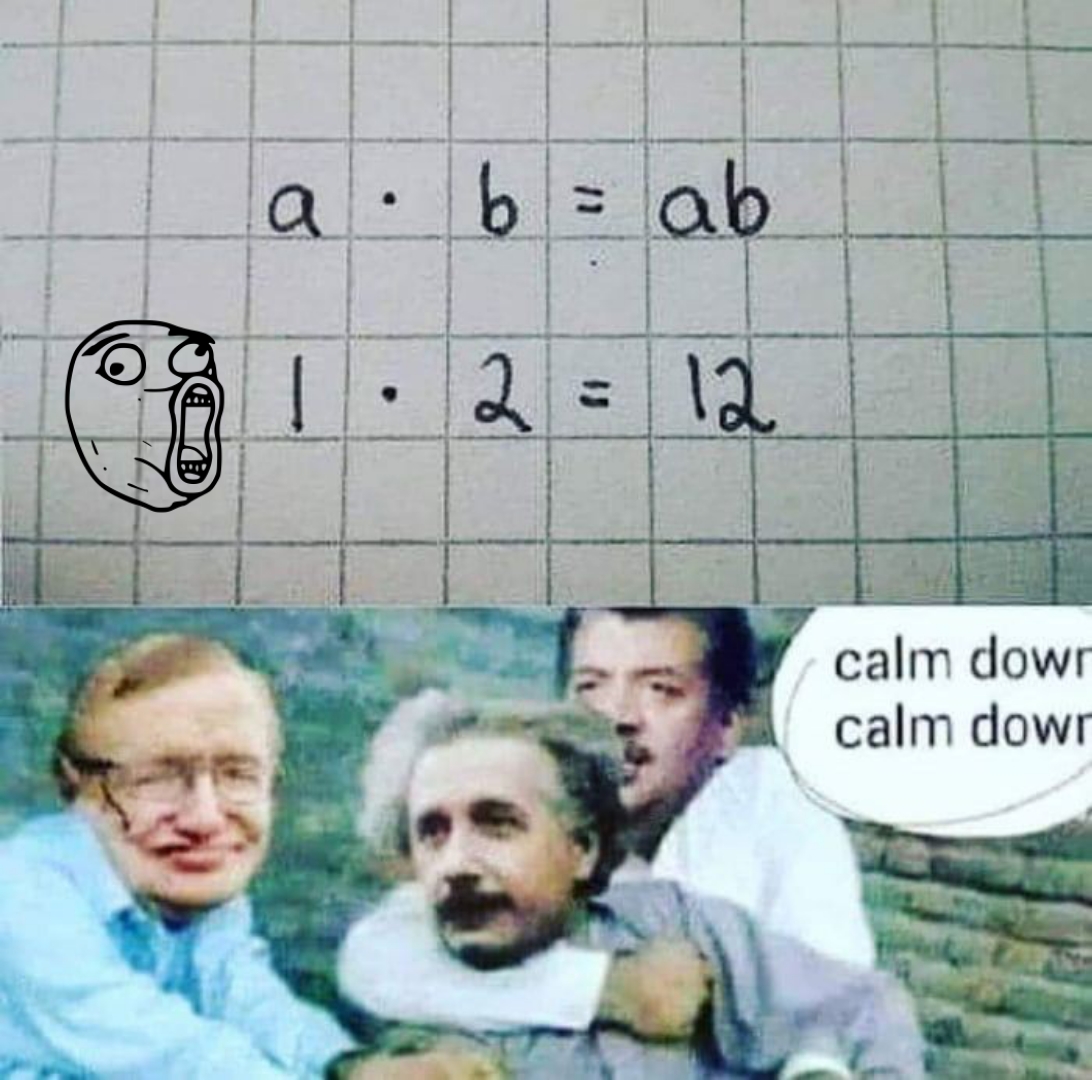 a · b = ab
1 · 2 = 12
calm down
calm down